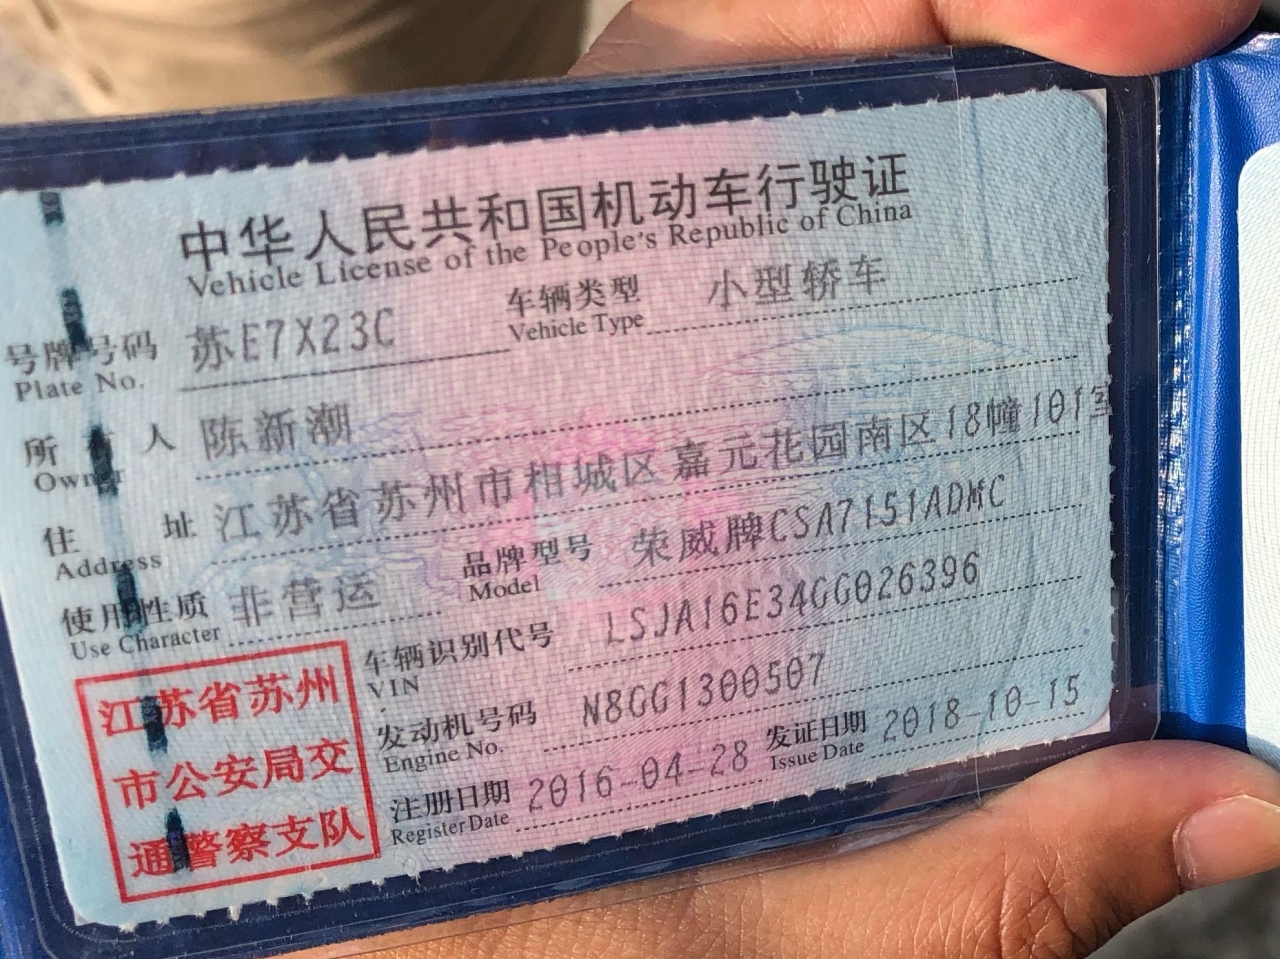 中华人民共和国机动车行驶证
Vehicle License of the People's Republic of China
号牌号码 苏E7X23C 车辆类型 小型轿车
Plate No. Vehicle Type
所有人 陈新潮
Owner
住址 江苏省苏州市相城区嘉元花园南区18幢101室
Address
使用性质 非营运 品牌型号 荣威牌CSA7151ADMC
Use Character Model
车辆识别代号 LSJA16E34GG026396
VIN
发动机号码 N8GG1300507
Engine No.
注册日期 2016-04-28 发证日期 2018-10-15
Register Date Issue Date
江苏省苏州
市公安局交
通警察支队